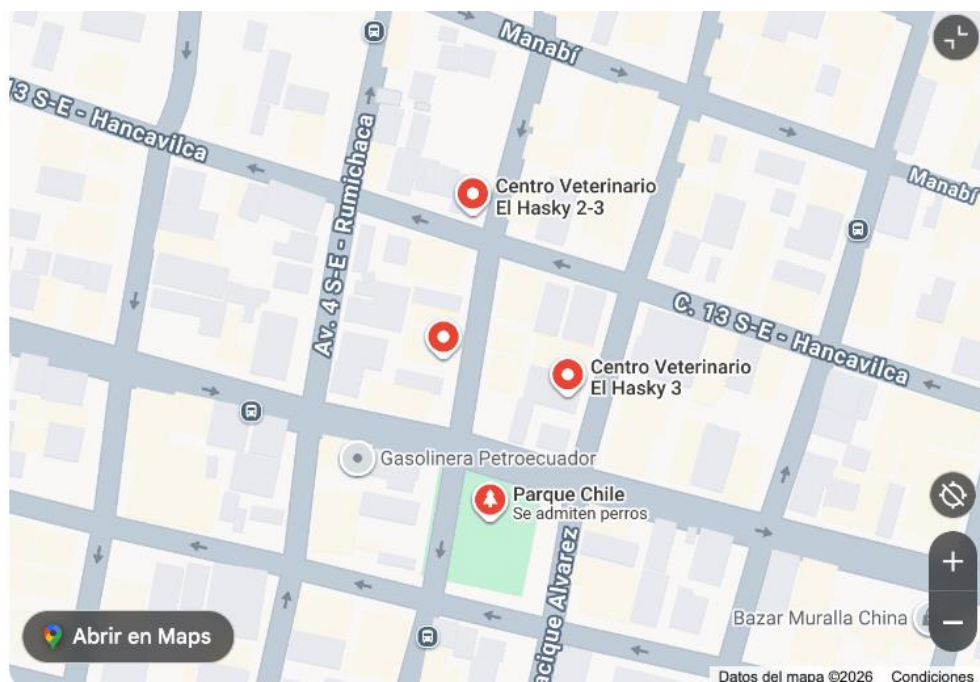 Manabí
13 S-E - Hancavilca
Av. 4 S-E - Rumichaca
Centro Veterinario
El Hasky 2-3
Manabí
C. 13 S-E - Hancavilca
Centro Veterinario
El Hasky 3
Gasolinera Petroecuador
Parque Chile
Se admiten perros
acique Alvarez
Bazar Muralla China
Abrir en Maps
Datos del mapa ©2026 Condiciones